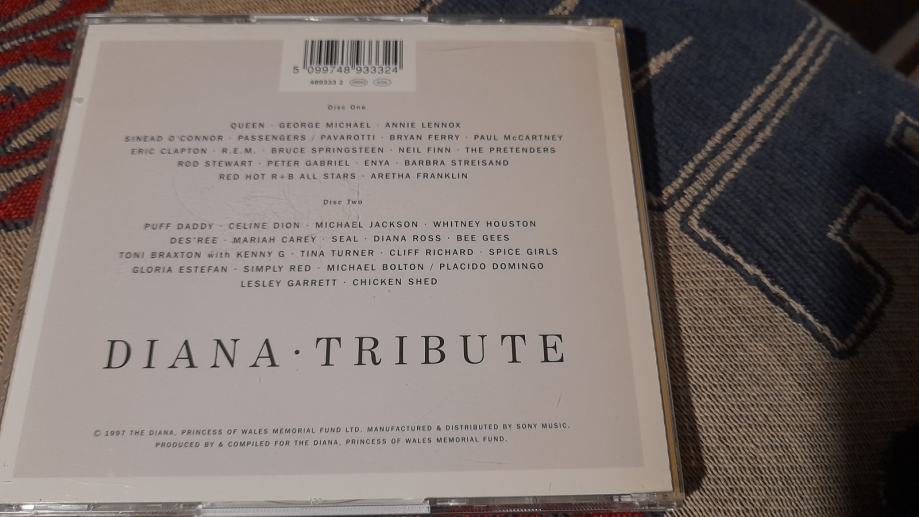 5 099748 933324
489333 2
Disc One
QUEEN · GEORGE MICHAEL · ANNIE LENNOX
SINEAD O'CONNOR · PASSENGERS / PAVAROTTI · BRYAN FERRY · PAUL McCARTNEY
ERIC CLAPTON · R.E.M. · BRUCE SPRINGSTEEN · NEIL FINN · THE PRETENDERS
ROD STEWART · PETER GABRIEL · ENYA · BARBRA STREISAND
RED HOT R+B ALL STARS · ARETHA FRANKLIN
Disc Two
PUFF DADDY · CELINE DION · MICHAEL JACKSON · WHITNEY HOUSTON
DES'REE · MARIAH CAREY · SEAL · DIANA ROSS · BEE GEES
TONI BRAXTON with KENNY G · TINA TURNER · CLIFF RICHARD · SPICE GIRLS
GLORIA ESTEFAN · SIMPLY RED · MICHAEL BOLTON / PLACIDO DOMINGO
LESLEY GARRETT · CHICKEN SHED
DIANA · TRIBUTE
© 1997 THE DIANA, PRINCESS OF WALES MEMORIAL FUND LTD. MANUFACTURED & DISTRIBUTED BY SONY MUSIC.
PRODUCED BY & COMPILED FOR THE DIANA, PRINCESS OF WALES MEMORIAL FUND.